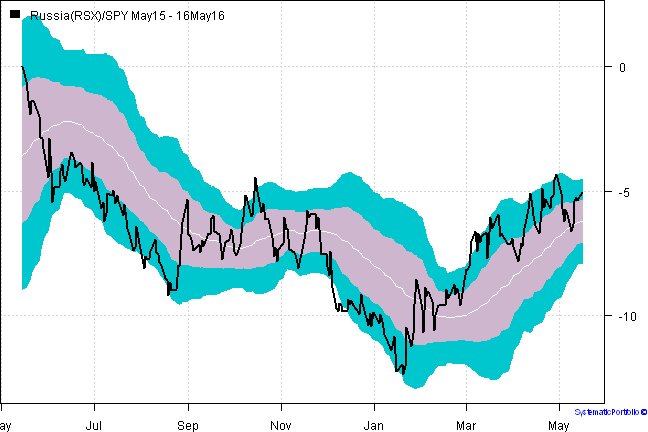 Russia(RSX)/SPY May15 - 16May16
0
-5
-10
ay Jul Sep Nov Jan Mar May
SystematicPortfolio ©